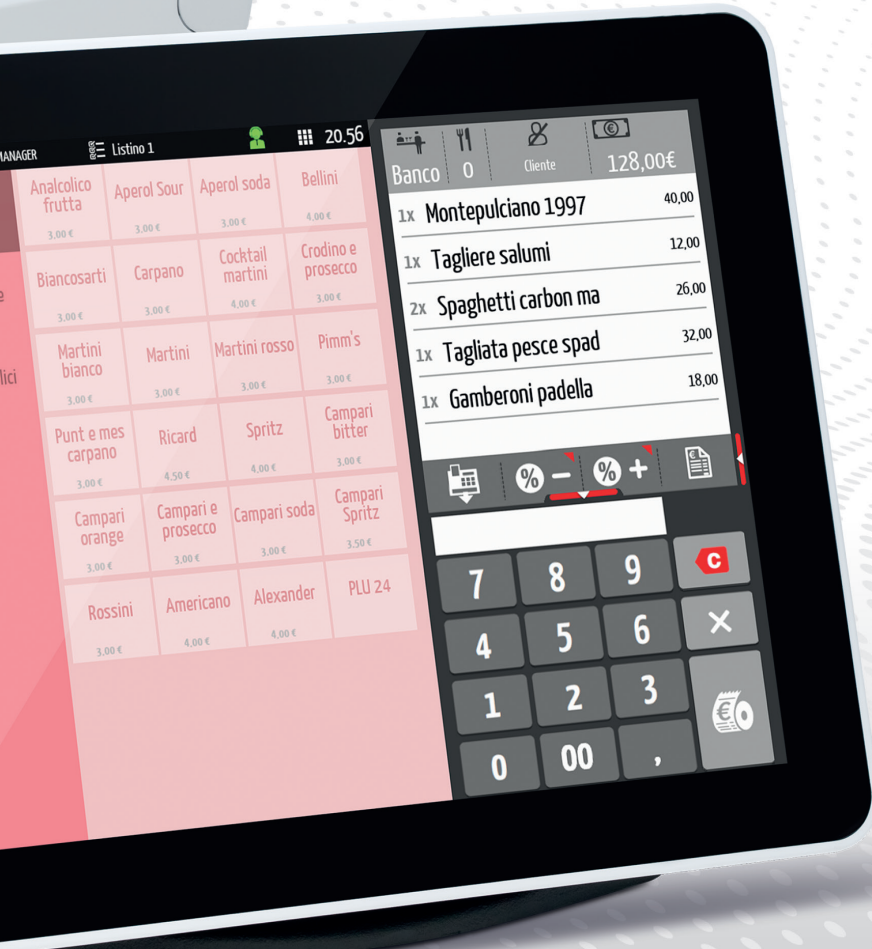 MANAGER
Listino 1
20.56
Analcolico
frutta
3,00 €
Aperol Sour
3,00 €
Aperol soda
3,00 €
Bellini
4,00 €
Biancosarti
3,00 €
Carpano
3,00 €
Cocktail
martini
4,00 €
Crodino e
prosecco
3,00 €
Martini
bianco
3,00 €
Martini
3,00 €
Martini rosso
3,00 €
Pimm's
3,00 €
Punt e mes
carpano
3,00 €
Ricard
4,50 €
Spritz
4,00 €
Campari
bitter
3,00 €
Campari
orange
3,00 €
Campari e
prosecco
3,00 €
Campari soda
3,00 €
Campari
Spritz
3,50 €
Rossini
3,00 €
Americano
4,00 €
Alexander
4,00 €
PLU 24
Banco
0
Cliente
128,00€
1x Montepulciano 1997 40,00
1x Tagliere salumi 12,00
2x Spaghetti carbon ma 26,00
1x Tagliata pesce spad 32,00
1x Gamberoni padella 18,00
% − % +
7 8 9 C
4 5 6 ×
1 2 3 €
0 00 ,